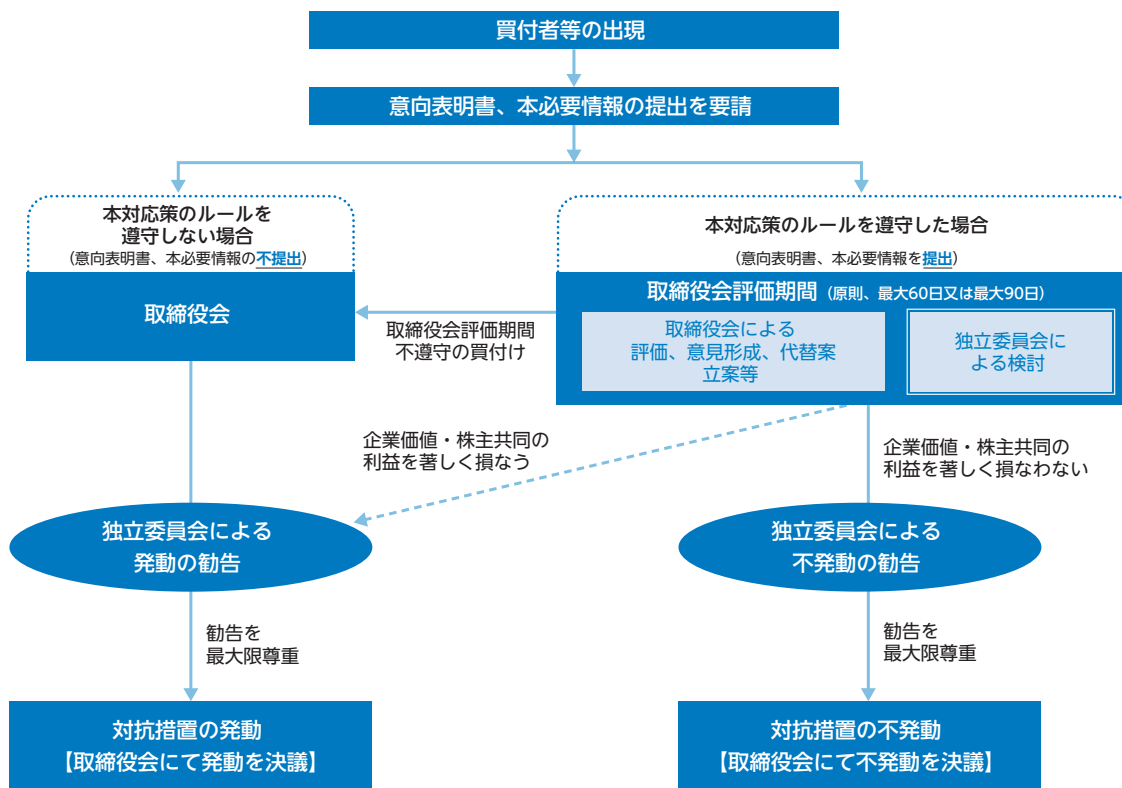 買付者等の出現
意向表明書、本必要情報の提出を要請
本対応策のルールを
遵守しない場合
（意向表明書、本必要情報の不提出）
取締役会
本対応策のルールを遵守した場合
（意向表明書、本必要情報を提出）
取締役会評価期間（原則、最大60日又は最大90日）
取締役会による
評価、意見形成、代替案
立案等
独立委員会に
よる検討
取締役会評価期間
不遵守の買付け
企業価値・株主共同の
利益を著しく損なう
企業価値・株主共同の
利益を著しく損なわない
独立委員会による
発動の勧告
独立委員会による
不発動の勧告
勧告を
最大限尊重
勧告を
最大限尊重
対抗措置の発動
【取締役会にて発動を決議】
対抗措置の不発動
【取締役会にて不発動を決議】